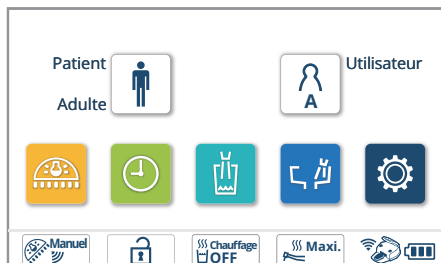 Patient
Utilisateur
Adulte
A
Manuel
Chauffage
OFF
Maxi.